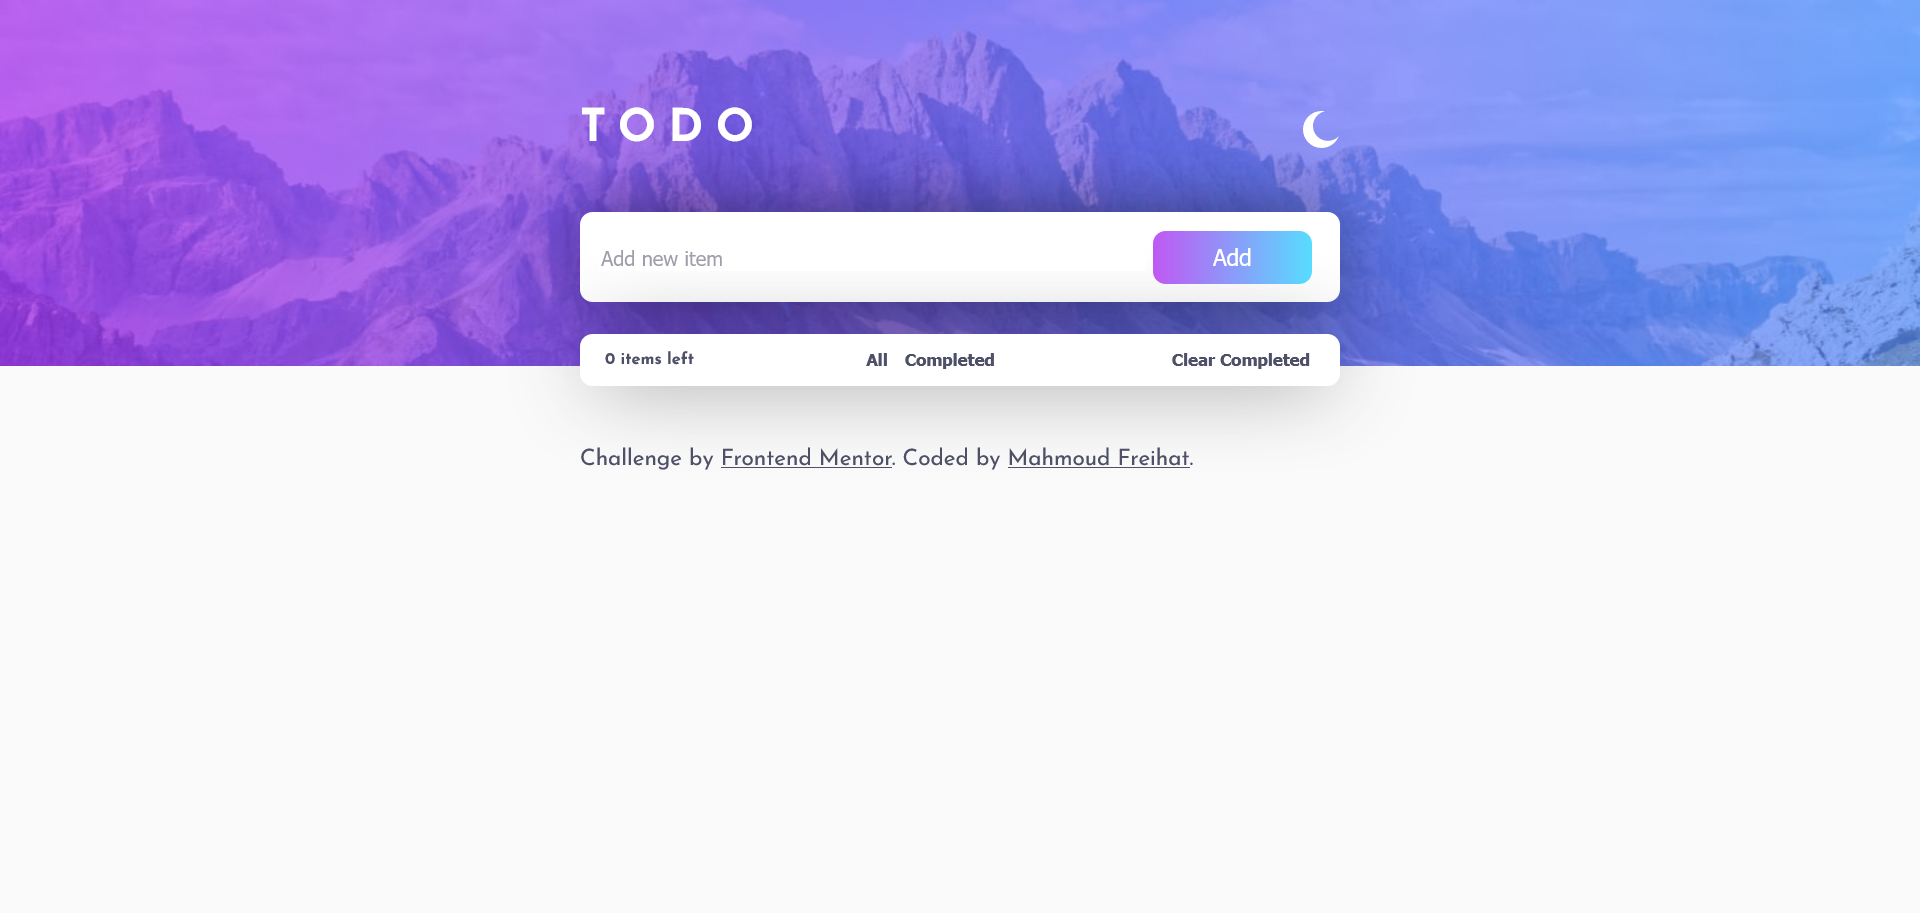 TODO
Add new item
Add
0 items left
All
Completed
Clear Completed
Challenge by Frontend Mentor. Coded by Mahmoud Freihat.